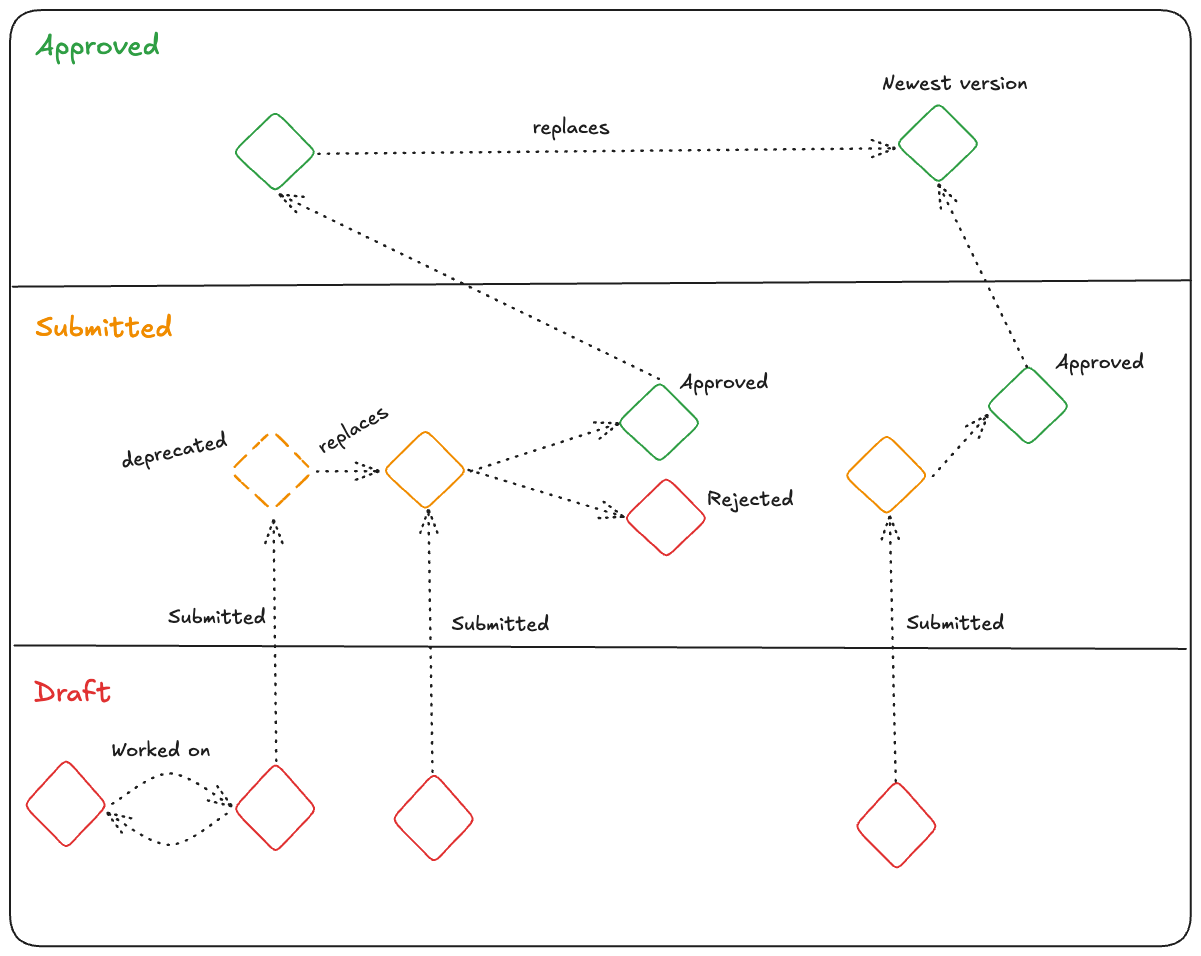 Approved
Newest version
replaces
Submitted
Approved
Approved
replaces
deprecated
Rejected
Submitted
Submitted
Submitted
Draft
Worked on